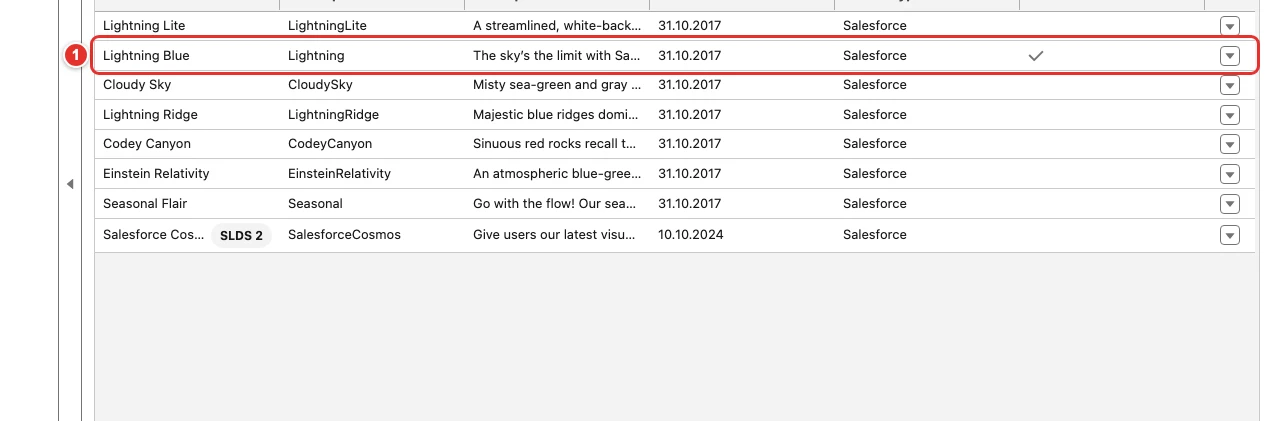 Lightning Lite LightningLite A streamlined, white-back... 31.10.2017 Salesforce
1 Lightning Blue Lightning The sky’s the limit with Sa... 31.10.2017 Salesforce
Cloudy Sky CloudySky Misty sea-green and gray ... 31.10.2017 Salesforce
Lightning Ridge LightningRidge Majestic blue ridges domi... 31.10.2017 Salesforce
Codey Canyon CodeyCanyon Sinuous red rocks recall t... 31.10.2017 Salesforce
Einstein Relativity EinsteinRelativity An atmospheric blue-gree... 31.10.2017 Salesforce
Seasonal Flair Seasonal Go with the flow! Our sea... 31.10.2017 Salesforce
Salesforce Cos... SLDS 2 SalesforceCosmos Give users our latest visu... 10.10.2024 Salesforce